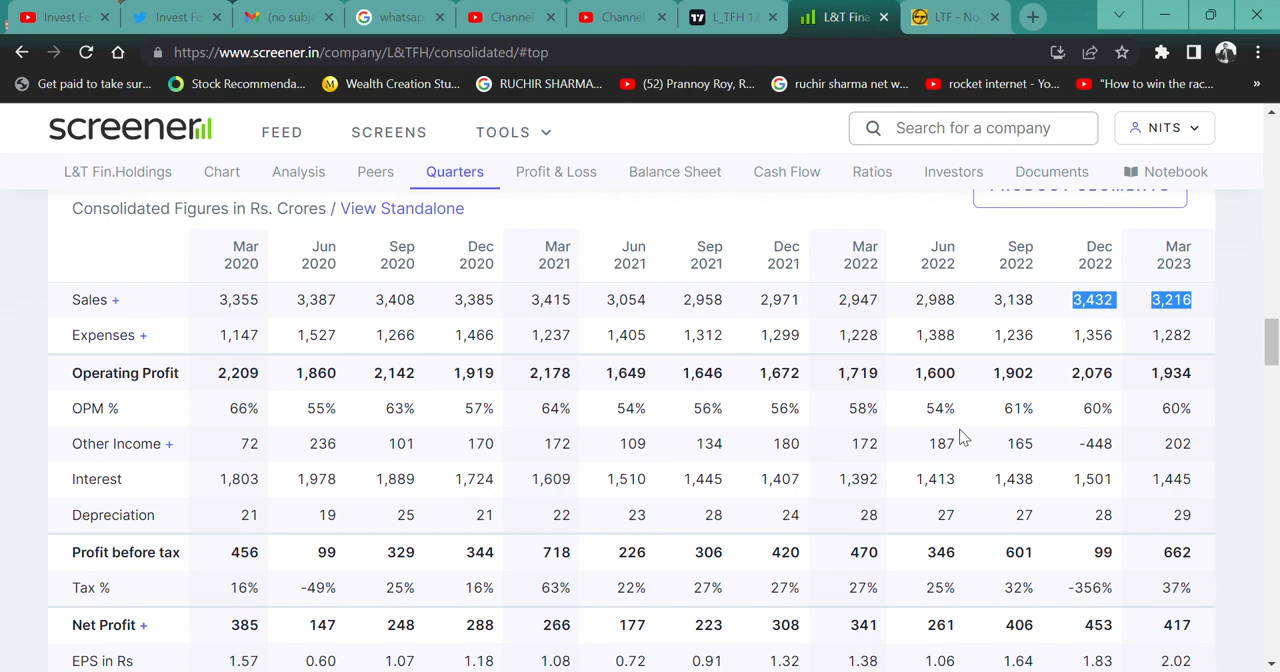 Invest Fo
Invest Fo
(no subje
whatsap
Channel
Channel
L_TFH 12
L&T Fina
LTF - No
https://www.screener.in/company/L&TFH/consolidated/#top
Get paid to take sur...
Stock Recommenda...
Wealth Creation Stu...
RUCHIR SHARMA...
(52) Prannoy Roy, R...
ruchir sharma net w...
rocket internet - Yo...
"How to win the rac...
»
screener
FEED
SCREENS
TOOLS
Search for a company
NITS
L&T Fin.Holdings
Chart
Analysis
Peers
Quarters
Profit & Loss
Balance Sheet
Cash Flow
Ratios
Investors
Documents
Notebook
PRODUCT SEGMENTS
Consolidated Figures in Rs. Crores / View Standalone
Mar 2020 Jun 2020 Sep 2020 Dec 2020 Mar 2021 Jun 2021 Sep 2021 Dec 2021 Mar 2022 Jun 2022 Sep 2022 Dec 2022 Mar 2023
Sales + 3,355 3,387 3,408 3,385 3,415 3,054 2,958 2,971 2,947 2,988 3,138 3,432 3,216
Expenses + 1,147 1,527 1,266 1,466 1,237 1,405 1,312 1,299 1,228 1,388 1,236 1,356 1,282
Operating Profit 2,209 1,860 2,142 1,919 2,178 1,649 1,646 1,672 1,719 1,600 1,902 2,076 1,934
OPM % 66% 55% 63% 57% 64% 54% 56% 56% 58% 54% 61% 60% 60%
Other Income + 72 236 101 170 172 109 134 180 172 187 165 -448 202
Interest 1,803 1,978 1,889 1,724 1,609 1,510 1,445 1,407 1,392 1,413 1,438 1,501 1,445
Depreciation 21 19 25 21 22 23 28 24 28 27 27 28 29
Profit before tax 456 99 329 344 718 226 306 420 470 346 601 99 662
Tax % 16% -49% 25% 16% 63% 22% 27% 27% 27% 25% 32% -356% 37%
Net Profit + 385 147 248 288 266 177 223 308 341 261 406 453 417
EPS in Rs 1.57 0.60 1.07 1.18 1.08 0.72 0.91 1.32 1.38 1.06 1.64 1.83 2.02